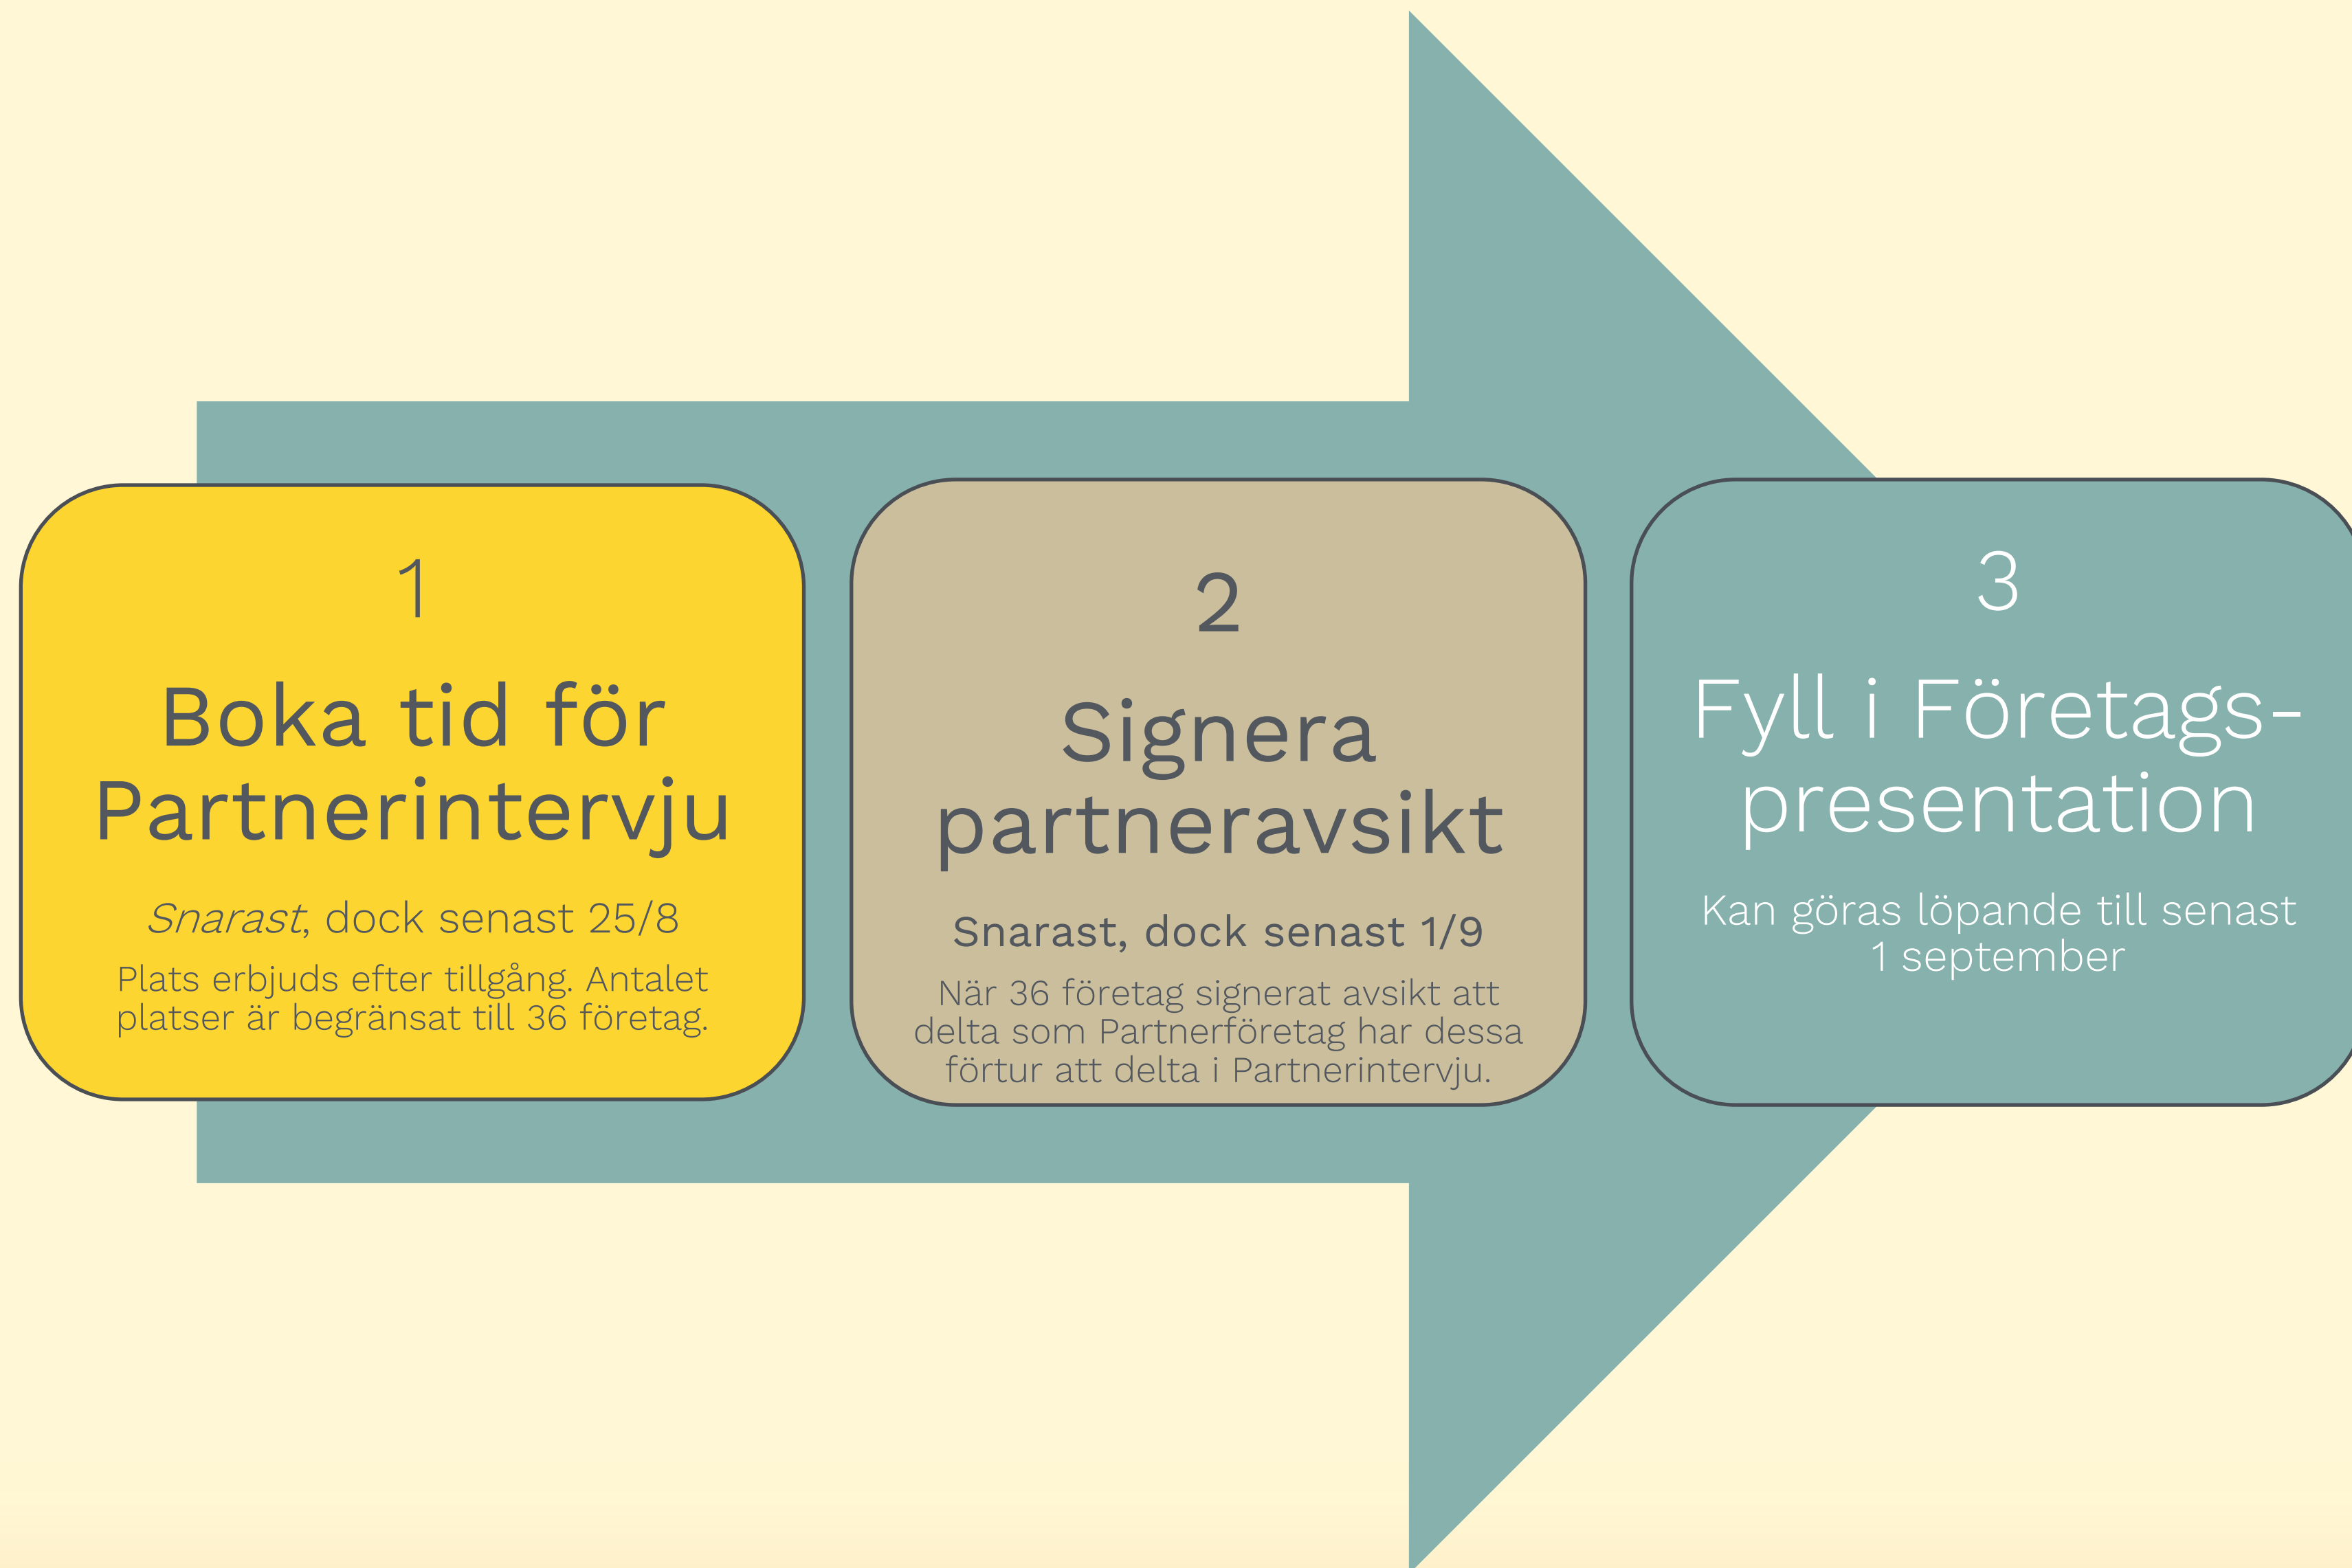 1
Boka tid för
Partnerintervju
Snarast, dock senast 25/8
Plats erbjuds efter tillgång. Antalet
platser är begränsat till 36 företag.
2
Signera
partneravsikt
Snarast, dock senast 1/9
När 36 företag signerat avsikt att
delta som Partnerföretag har dessa
förtur att delta i Partnerintervju.
3
Fyll i Företags-
presentation
Kan göras löpande till senast
1 september